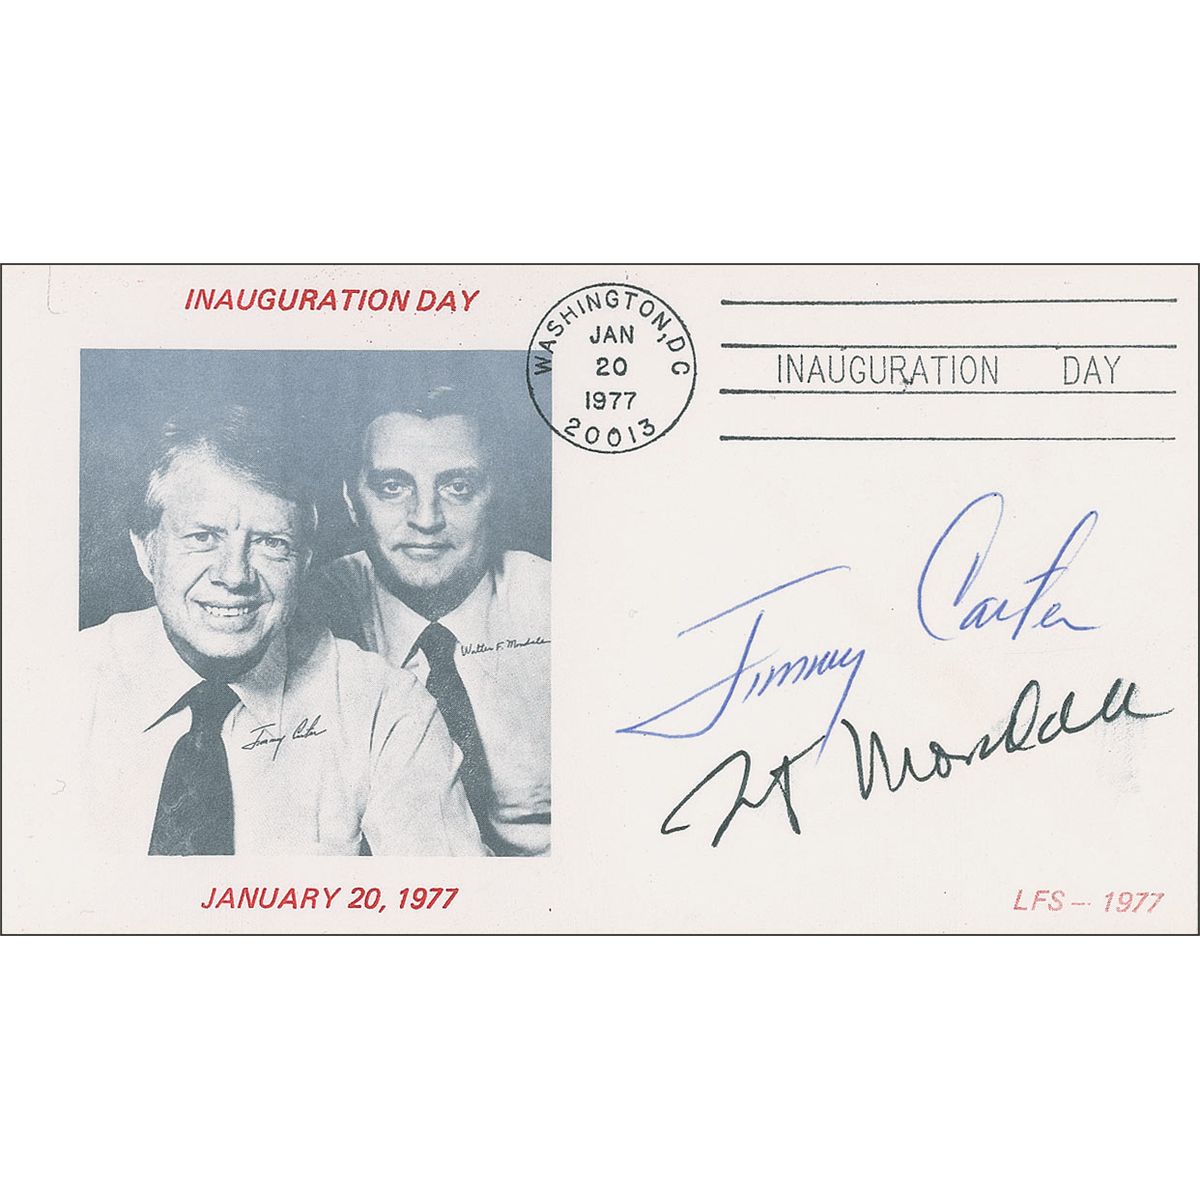 INAUGURATION DAY
WASHINGTON, DC
JAN
20
1977
20013
INAUGURATION DAY
Walter F. Mondale
Jimmy Carter
Jimmy Carter
Mondale
JANUARY 20, 1977
LFS - 1977